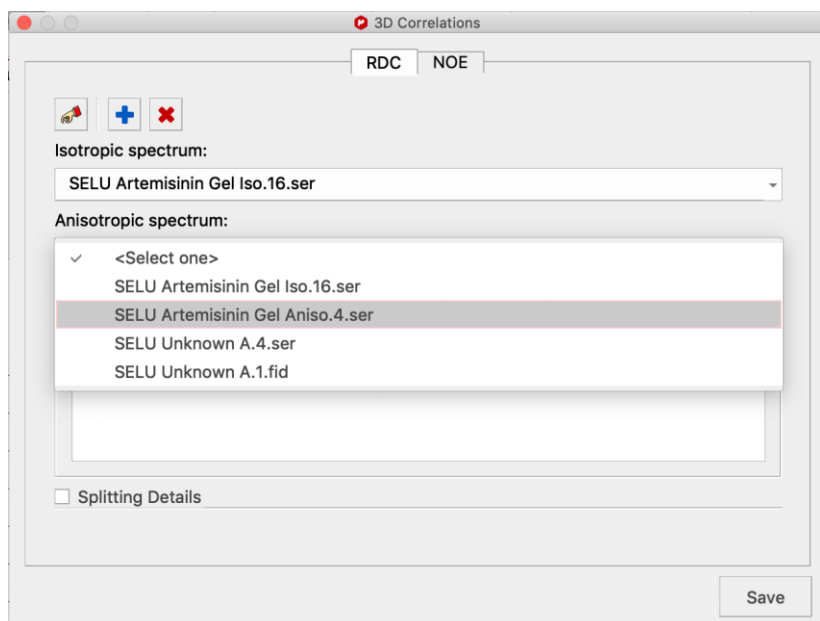 3D Correlations
RDC NOE
Isotropic spectrum:
SELU Artemisinin Gel Iso.16.ser
Anisotropic spectrum:
<Select one>
SELU Artemisinin Gel Iso.16.ser
SELU Artemisinin Gel Aniso.4.ser
SELU Unknown A.4.ser
SELU Unknown A.1.fid
Splitting Details
Save